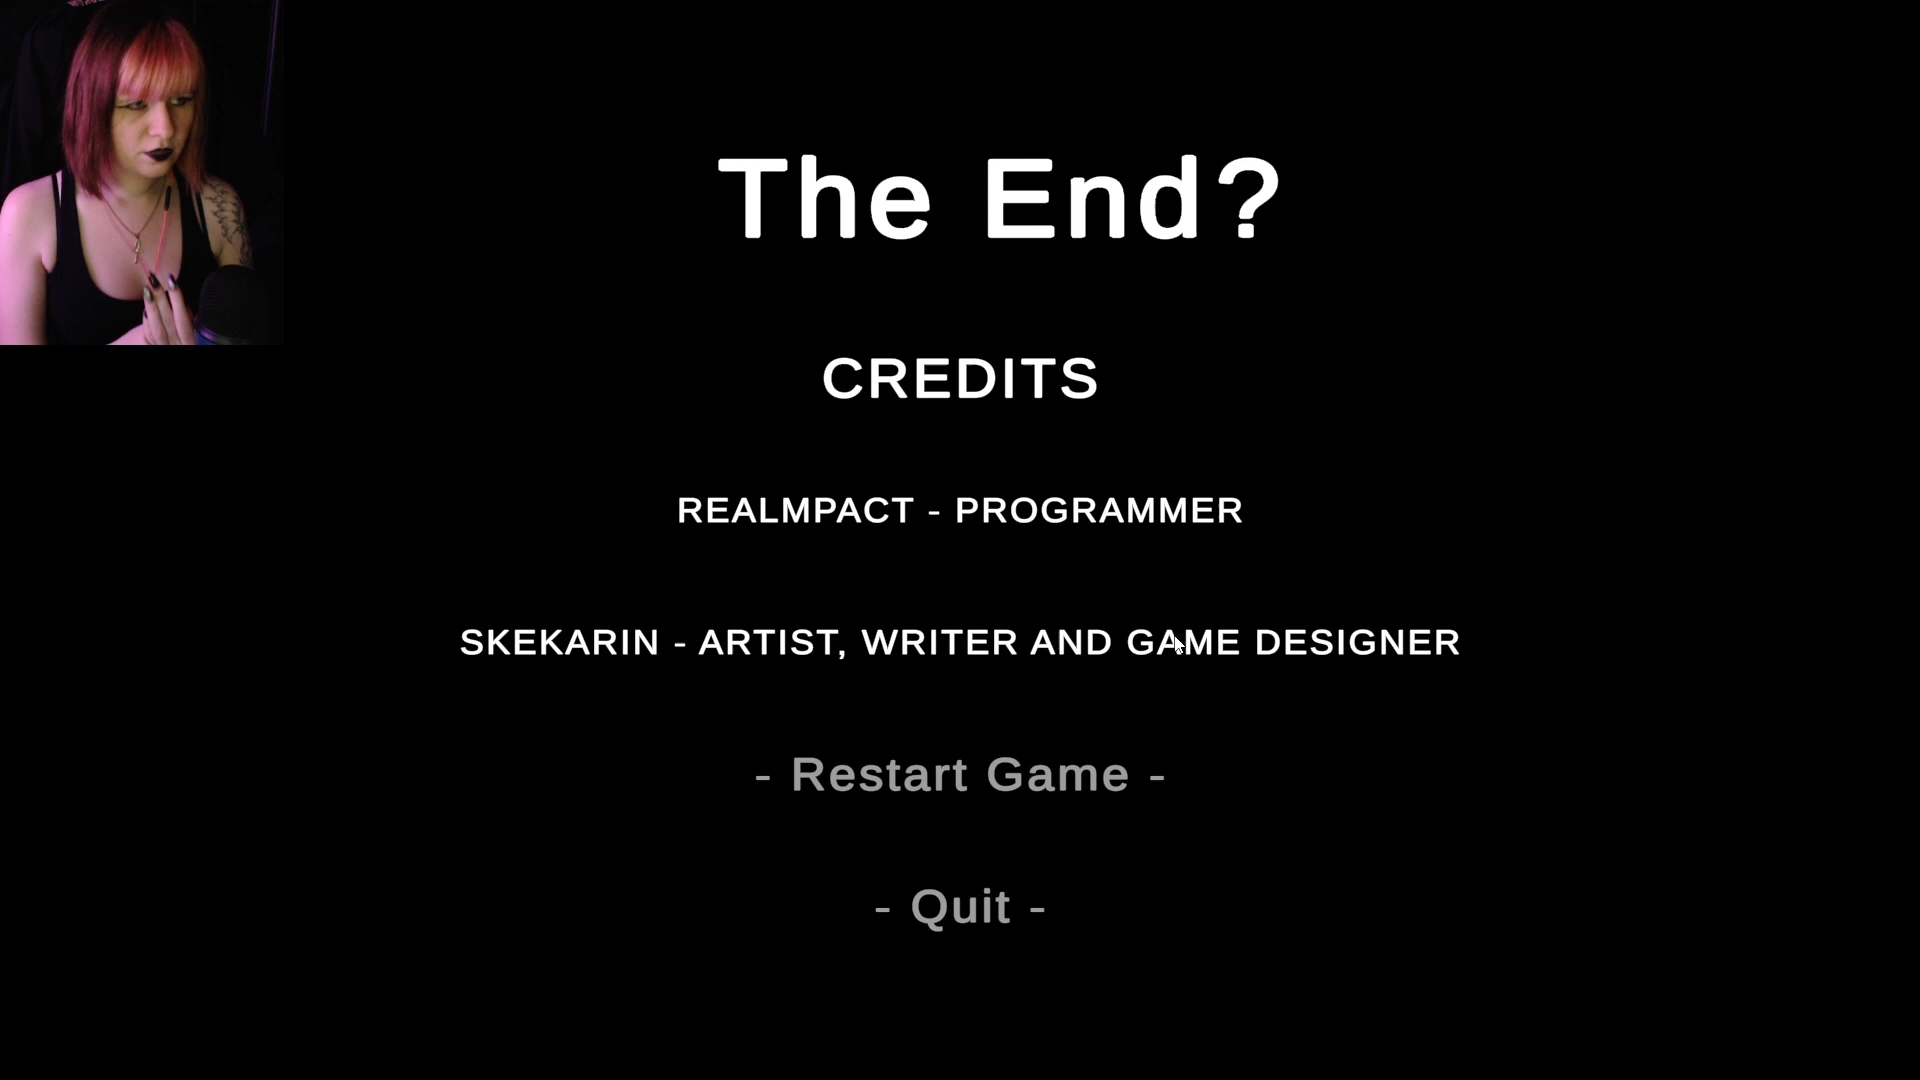 The End?
CREDITS
REALMPACT - PROGRAMMER
SKEKARIN - ARTIST, WRITER AND GAME DESIGNER
- Restart Game -
- Quit -